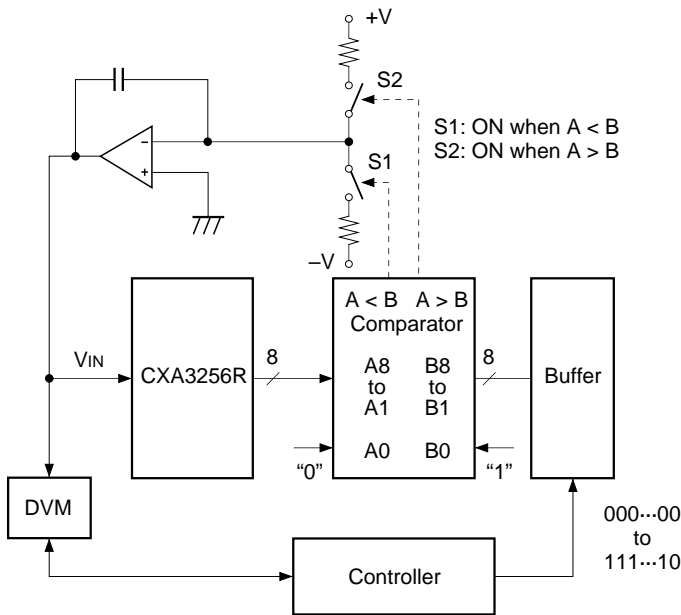 +V
S2
S1: ON when A < B
S2: ON when A > B
S1
−
+
–V
A < B A > B
Comparator
VIN
CXA3256R
8
A8
to
A1
B8
to
B1
8
Buffer
A0
B0
“0”
“1”
DVM
Controller
000···00
to
111···10